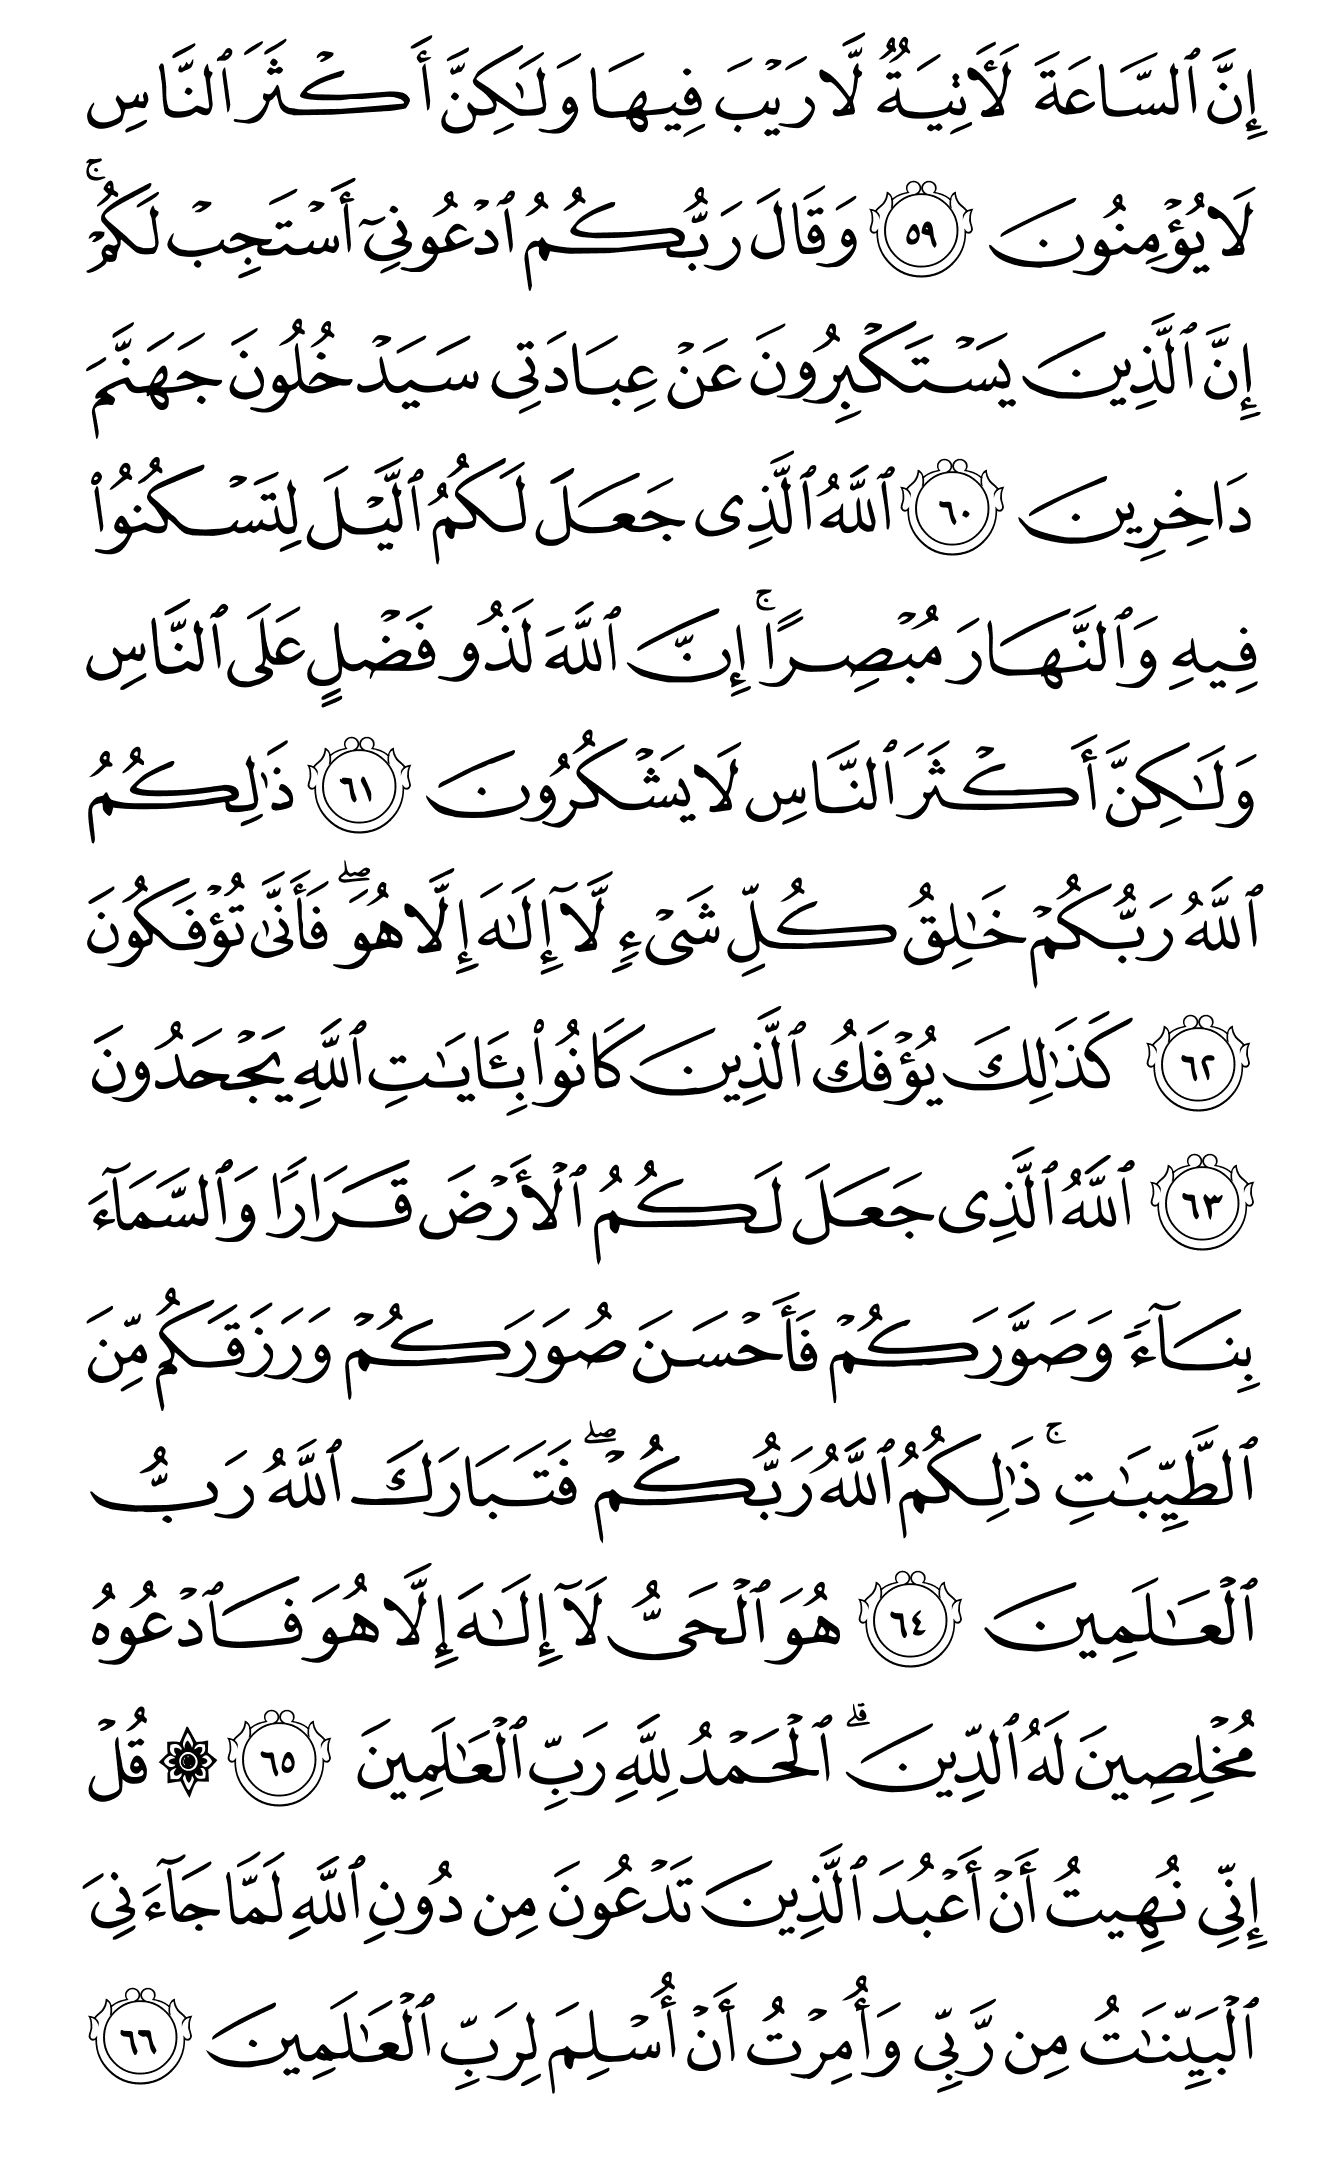 إِنَّ ٱلسَّاعَةَ لَـَٔاتِيَةٌ لَّا رَيْبَ فِيهَا وَلَـٰكِنَّ أَكْثَرَ ٱلنَّاسِ
لَا يُؤْمِنُونَ ٥٩ وَقَالَ رَبُّكُمُ ٱدْعُونِىٓ أَسْتَجِبْ لَكُمْ ۚ
إِنَّ ٱلَّذِينَ يَسْتَكْبِرُونَ عَنْ عِبَادَتِى سَيَدْخُلُونَ جَهَنَّمَ
دَاخِرِينَ ٦٠ ٱللَّهُ ٱلَّذِى جَعَلَ لَكُمُ ٱلَّيْلَ لِتَسْكُنُوا۟
فِيهِ وَٱلنَّهَارَ مُبْصِرًا ۚ إِنَّ ٱللَّهَ لَذُو فَضْلٍ عَلَى ٱلنَّاسِ
وَلَـٰكِنَّ أَكْثَرَ ٱلنَّاسِ لَا يَشْكُرُونَ ٦١ ذَٰلِكُمُ
ٱللَّهُ رَبُّكُمْ خَـٰلِقُ كُلِّ شَىْءٍ لَّآ إِلَـٰهَ إِلَّا هُوَ ۖ فَأَنَّىٰ تُؤْفَكُونَ
٦٢ كَذَٰلِكَ يُؤْفَكُ ٱلَّذِينَ كَانُوا۟ بِـَٔايَـٰتِ ٱللَّهِ يَجْحَدُونَ
٦٣ ٱللَّهُ ٱلَّذِى جَعَلَ لَكُمُ ٱلْأَرْضَ قَرَارًا وَٱلسَّمَآءَ
بِنَآءً وَصَوَّرَكُمْ فَأَحْسَنَ صُوَرَكُمْ وَرَزَقَكُم مِّنَ
ٱلطَّيِّبَـٰتِ ۚ ذَٰلِكُمُ ٱللَّهُ رَبُّكُمْ ۖ فَتَبَارَكَ ٱللَّهُ رَبُّ
ٱلْعَـٰلَمِينَ ٦٤ هُوَ ٱلْحَىُّ لَآ إِلَـٰهَ إِلَّا هُوَ فَٱدْعُوهُ
مُخْلِصِينَ لَهُ ٱلدِّينَ ۗ ٱلْحَمْدُ لِلَّهِ رَبِّ ٱلْعَـٰلَمِينَ ٦٥ ۞ قُلْ
إِنِّى نُهِيتُ أَنْ أَعْبُدَ ٱلَّذِينَ تَدْعُونَ مِن دُونِ ٱللَّهِ لَمَّا جَآءَنِىَ
ٱلْبَيِّنَـٰتُ مِن رَّبِّى وَأُمِرْتُ أَنْ أُسْلِمَ لِرَبِّ ٱلْعَـٰلَمِينَ ٦٦